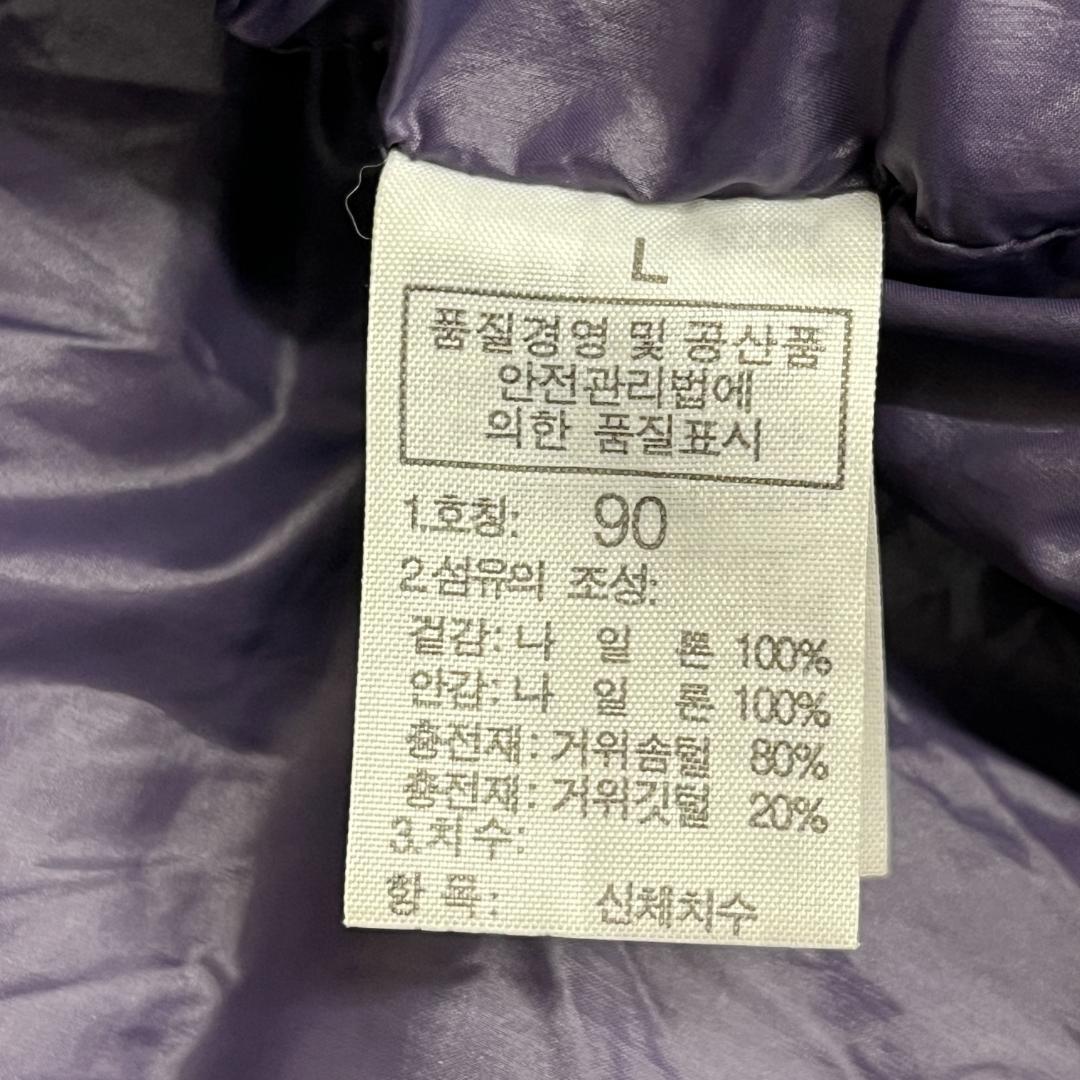 L
품질경영 및 공산품
안전관리법에
의한 품질표시
1.호칭: 90
2.섬유의 조성:
겉감: 나 일 론 100%
안감: 나 일 론 100%
충전재: 거위솜털 80%
충전재: 거위깃털 20%
3.치수:
항 목: 신체치수